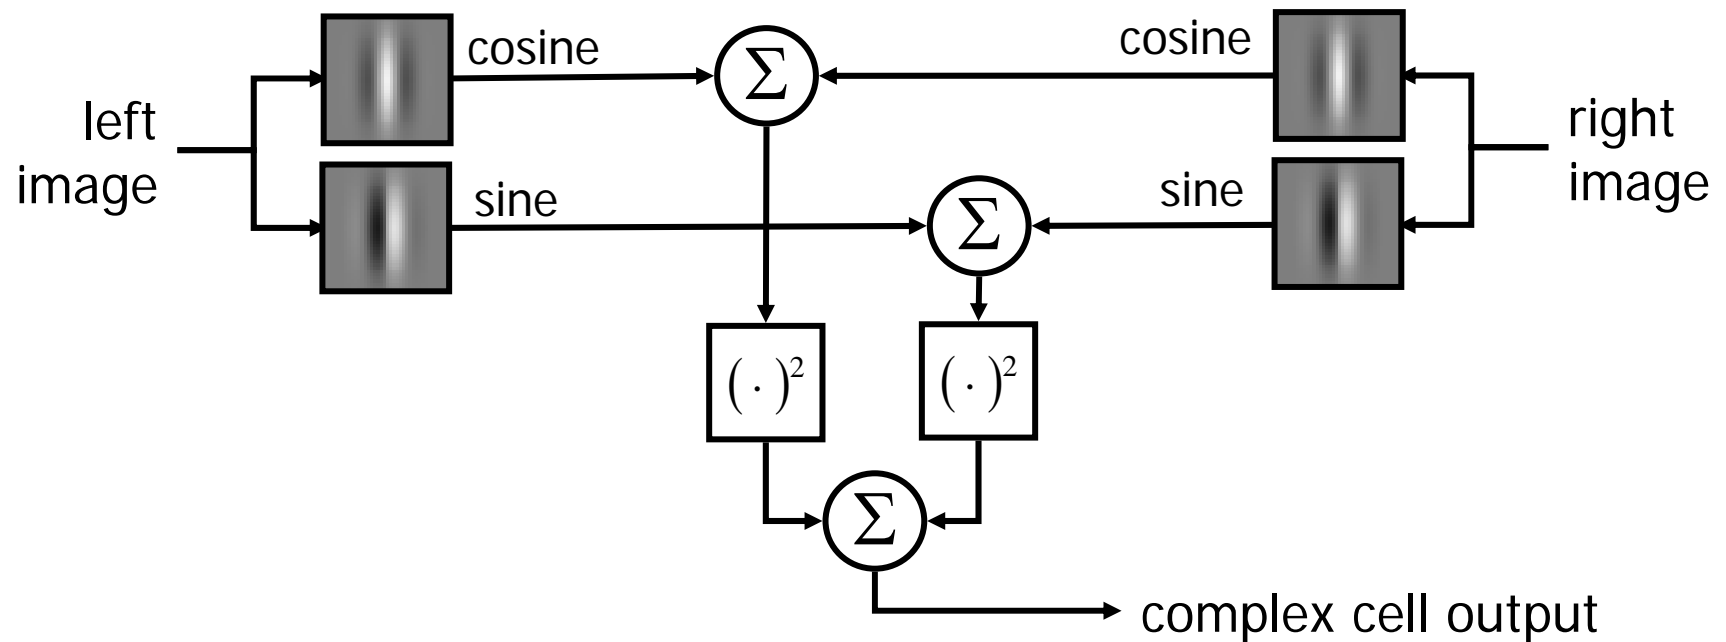 cosine
Σ
cosine
left
image
right
image
sine
Σ
sine
(·)²
(·)²
Σ
complex cell output